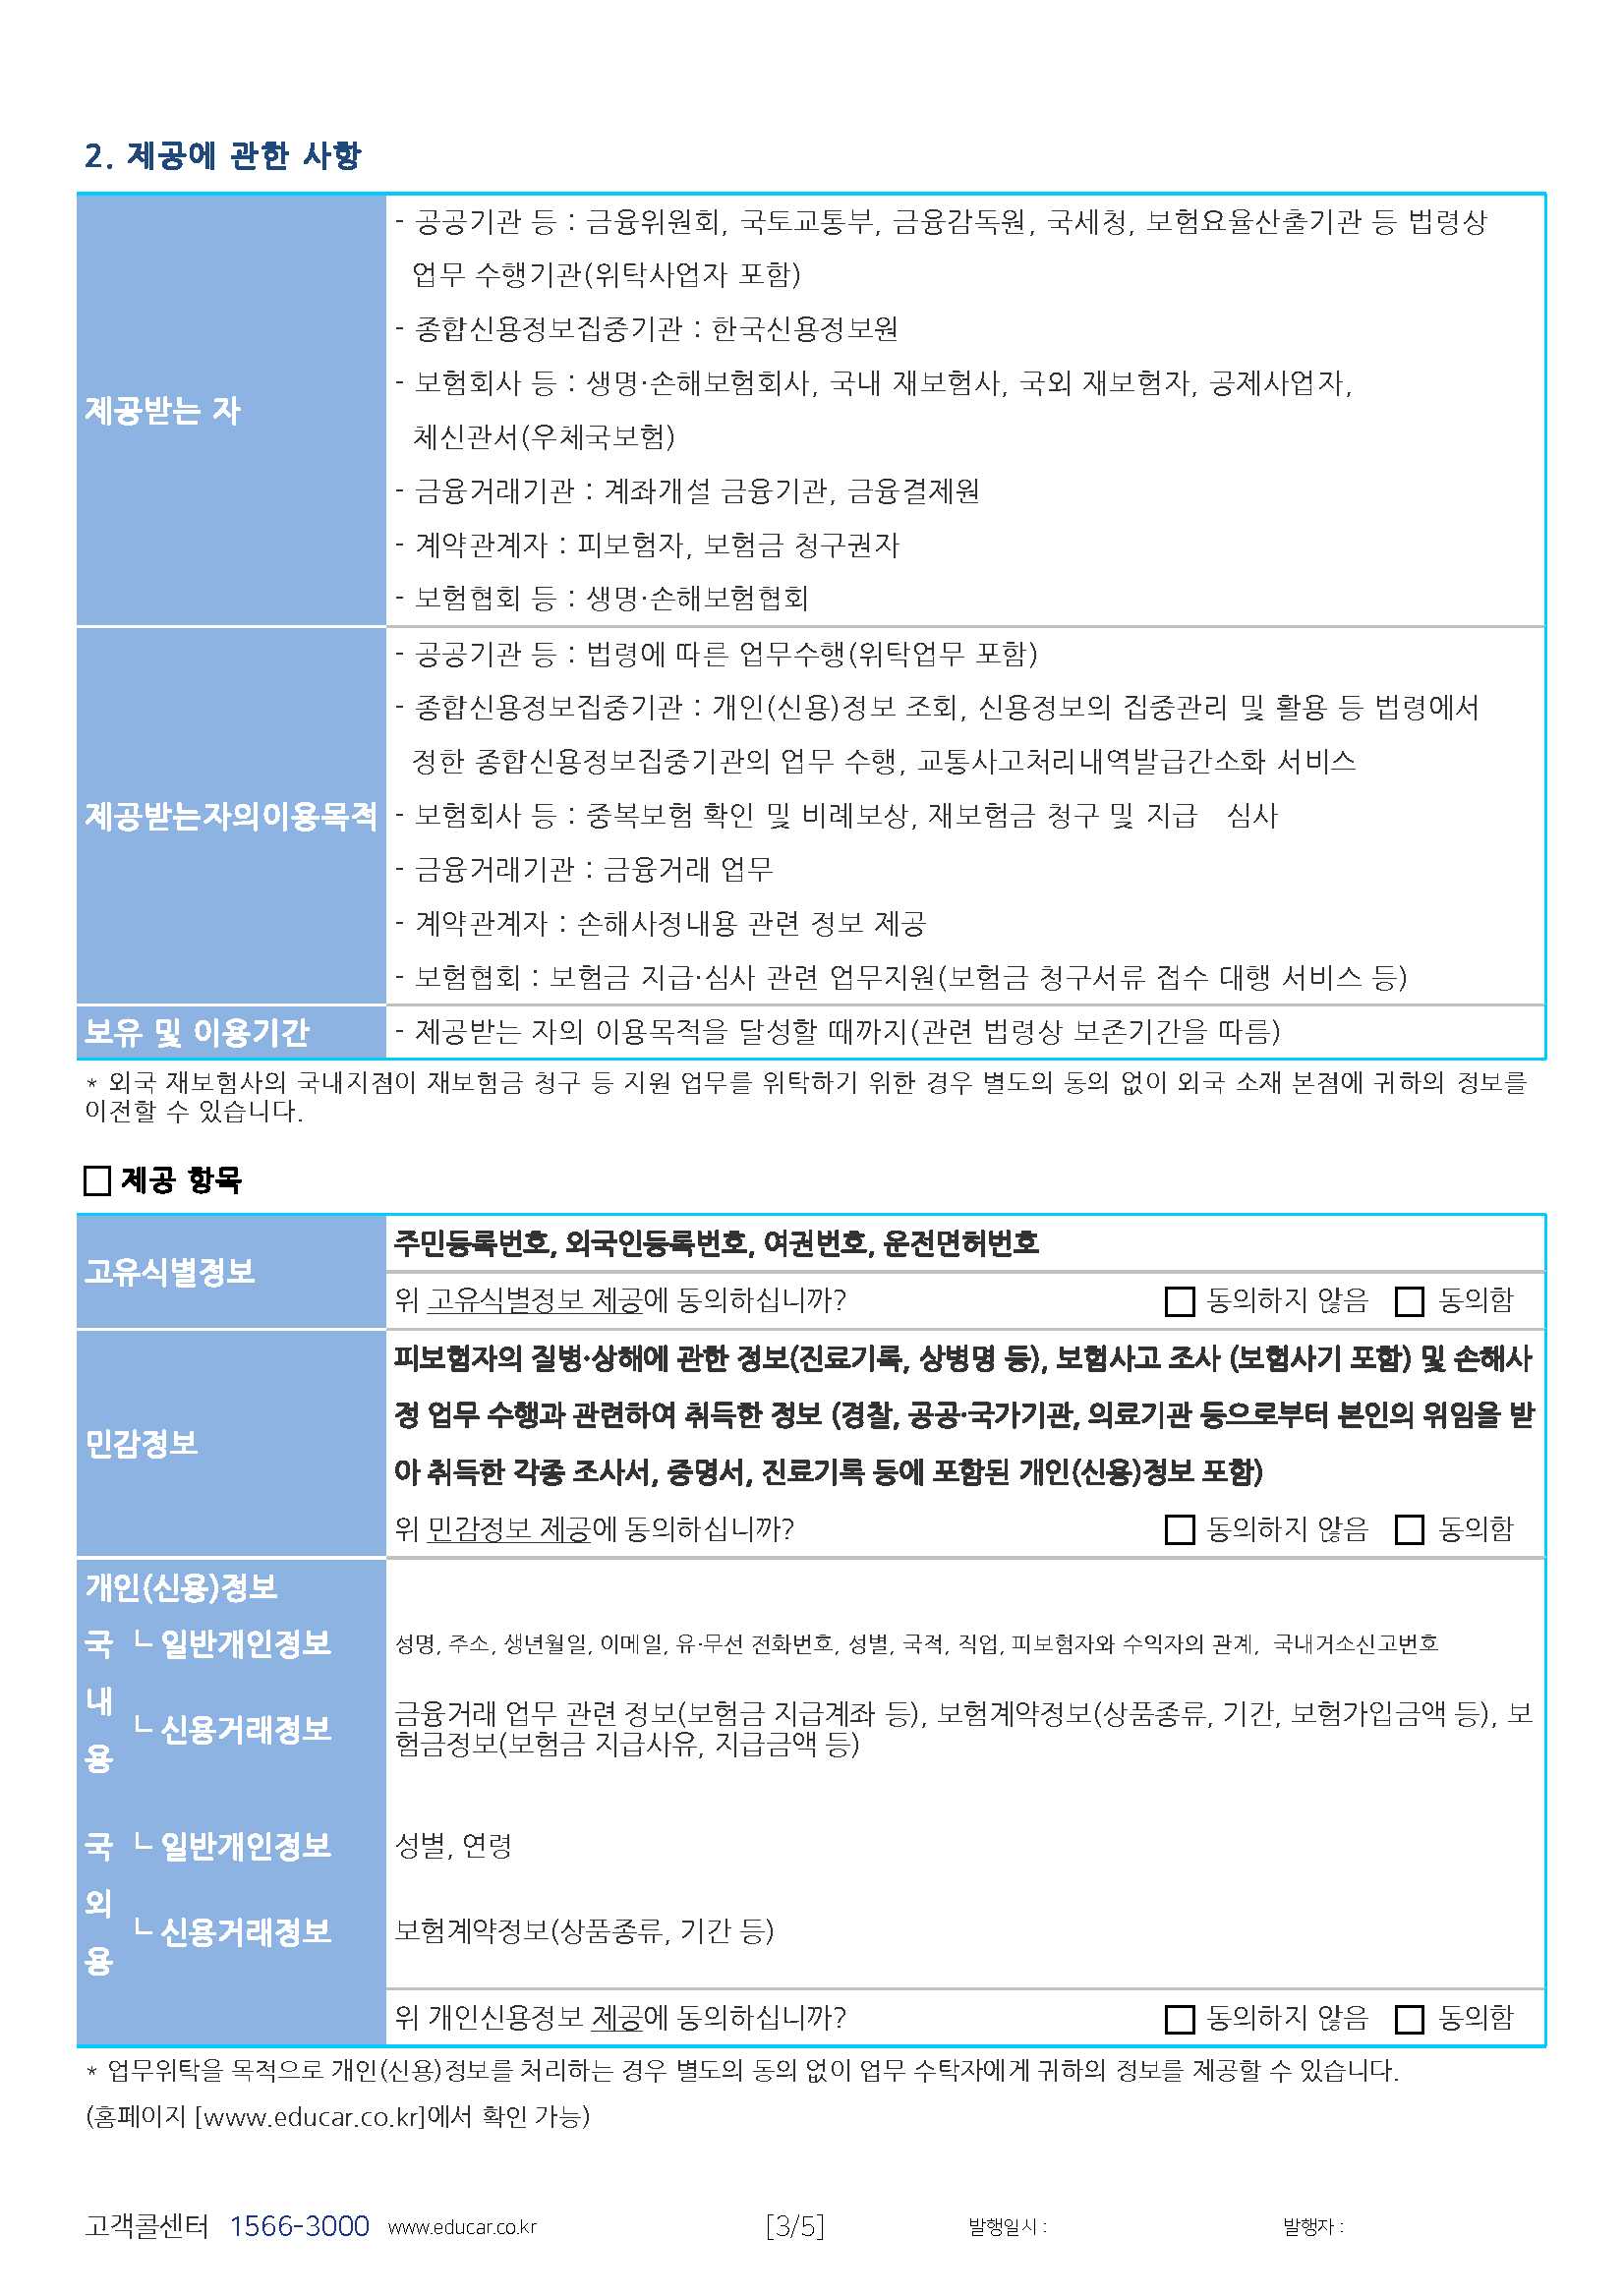 2. 제공에 관한 사항
제공받는 자
- 공공기관 등 : 금융위원회, 국토교통부, 금융감독원, 국세청, 보험요율산출기관 등 법령상
업무 수행기관(위탁사업자 포함)
- 종합신용정보집중기관 : 한국신용정보원
- 보험회사 등 : 생명·손해보험회사, 국내 재보험사, 국외 재보험자, 공제사업자,
체신관서(우체국보험)
- 금융거래기관 : 계좌개설 금융기관, 금융결제원
- 계약관계자 : 피보험자, 보험금 청구권자
- 보험협회 등 : 생명·손해보험협회
제공받는자의이용목적
- 공공기관 등 : 법령에 따른 업무수행(위탁업무 포함)
- 종합신용정보집중기관 : 개인(신용)정보 조회, 신용정보의 집중관리 및 활용 등 법령에서
정한 종합신용정보집중기관의 업무 수행, 교통사고처리내역발급간소화 서비스
- 보험회사 등 : 중복보험 확인 및 비례보상, 재보험금 청구 및 지급 심사
- 금융거래기관 : 금융거래 업무
- 계약관계자 : 손해사정내용 관련 정보 제공
- 보험협회 : 보험금 지급·심사 관련 업무지원(보험금 청구서류 접수 대행 서비스 등)
보유 및 이용기간
- 제공받는 자의 이용목적을 달성할 때까지(관련 법령상 보존기간을 따름)
* 외국 재보험사의 국내지점이 재보험금 청구 등 지원 업무를 위탁하기 위한 경우 별도의 동의 없이 외국 소재 본점에 귀하의 정보를
이전할 수 있습니다.
□ 제공 항목
고유식별정보
주민등록번호, 외국인등록번호, 여권번호, 운전면허번호
위 고유식별정보 제공에 동의하십니까? □ 동의하지 않음 □ 동의함
민감정보
피보험자의 질병·상해에 관한 정보(진료기록, 상병명 등), 보험사고 조사 (보험사기 포함) 및 손해사
정 업무 수행과 관련하여 취득한 정보 (경찰, 공공·국가기관, 의료기관 등으로부터 본인의 위임을 받
아 취득한 각종 조사서, 증명서, 진료기록 등에 포함된 개인(신용)정보 포함)
위 민감정보 제공에 동의하십니까? □ 동의하지 않음 □ 동의함
개인(신용)정보
국내용
└ 일반개인정보
성명, 주소, 생년월일, 이메일, 유·무선 전화번호, 성별, 국적, 직업, 피보험자와 수익자의 관계, 국내거소신고번호
└ 신용거래정보
금융거래 업무 관련 정보(보험금 지급계좌 등), 보험계약정보(상품종류, 기간, 보험가입금액 등), 보
험금정보(보험금 지급사유, 지급금액 등)
국외용
└ 일반개인정보
성별, 연령
└ 신용거래정보
보험계약정보(상품종류, 기간 등)
위 개인신용정보 제공에 동의하십니까? □ 동의하지 않음 □ 동의함
* 업무위탁을 목적으로 개인(신용)정보를 처리하는 경우 별도의 동의 없이 업무 수탁자에게 귀하의 정보를 제공할 수 있습니다.
(홈페이지 [www.educar.co.kr]에서 확인 가능)
고객콜센터 1566-3000 www.educar.co.kr [3/5] 발행일시 : 발행자 :